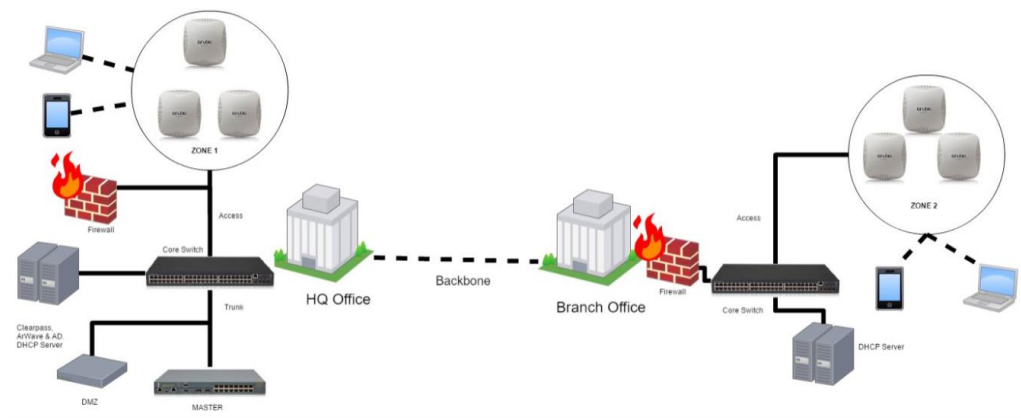 ZONE 1
Firewall
Access
Core Switch
Trunk
Clearpass,
ArWave & AD.
DHCP Server
DMZ
MASTER
HQ Office
Backbone
Branch Office
Firewall
Access
Core Switch
ZONE 2
DHCP Server